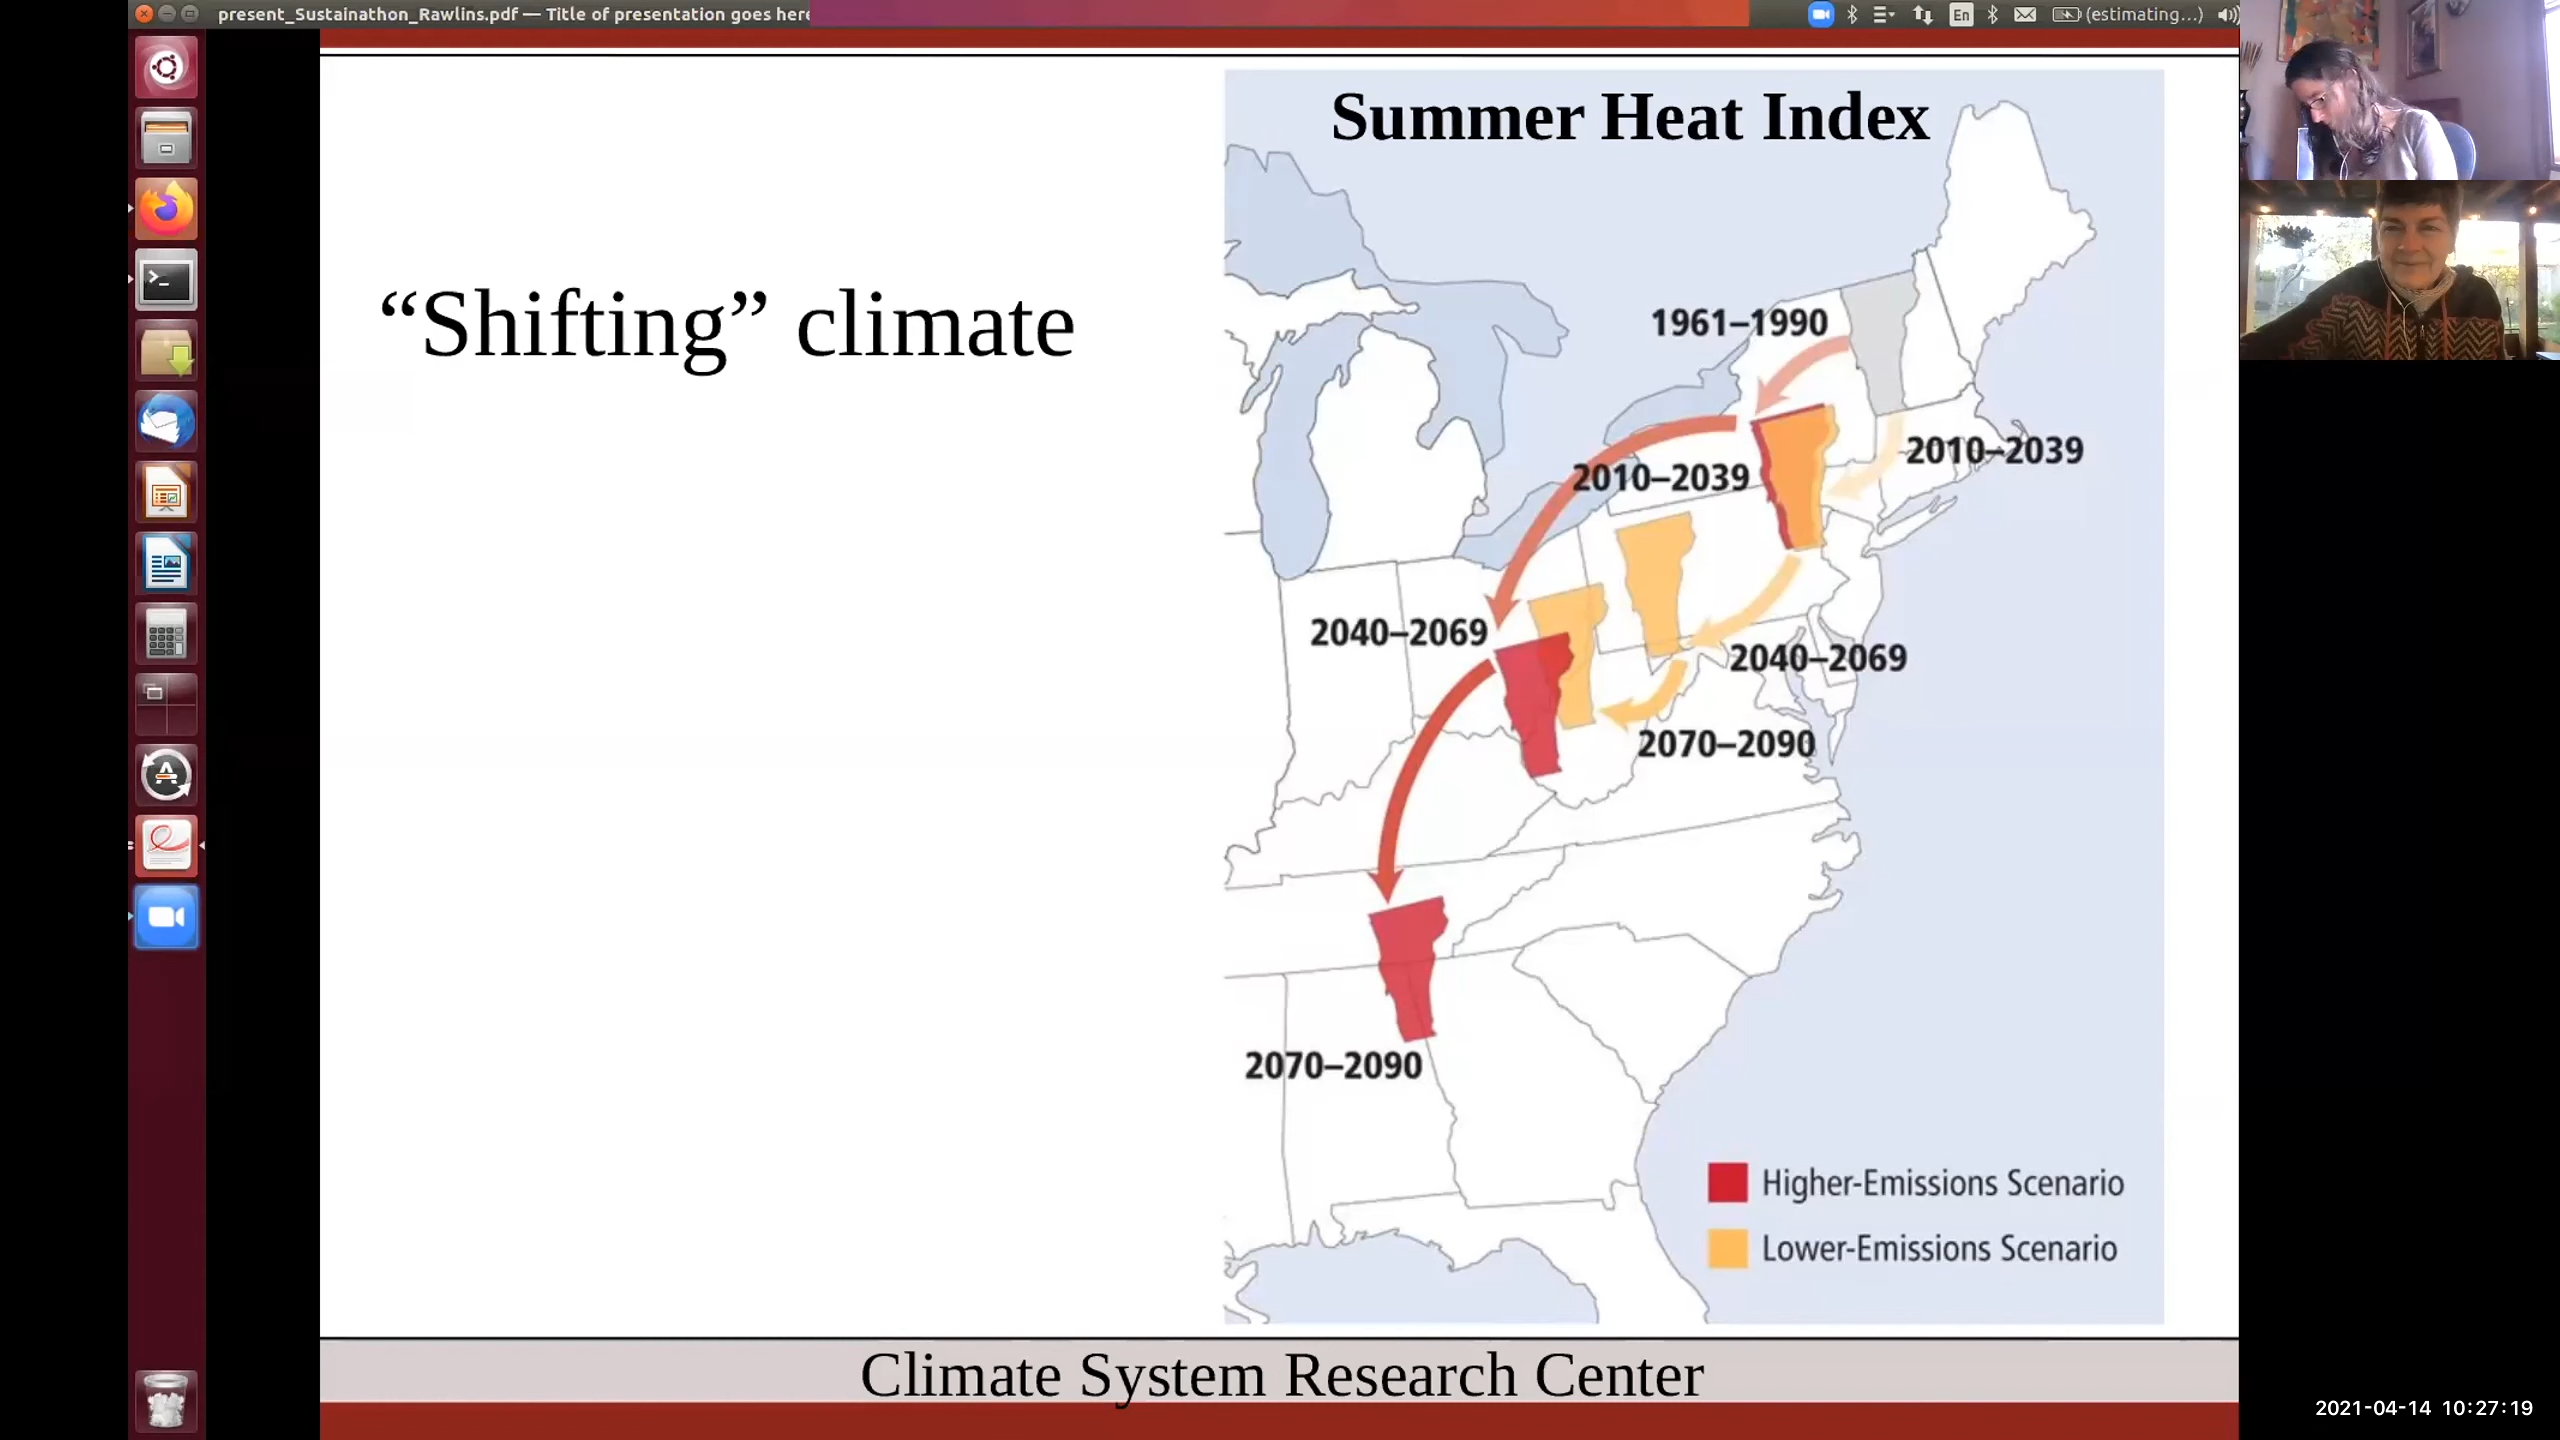 present_Sustainathon_Rawlins.pdf — Title of presentation goes here
En
(estimating...)
Summer Heat Index
“Shifting” climate
1961–1990
2010–2039
2010–2039
2040–2069
2040–2069
2070–2090
2070–2090
Higher-Emissions Scenario
Lower-Emissions Scenario
Climate System Research Center
2021-04-14 10:27:19